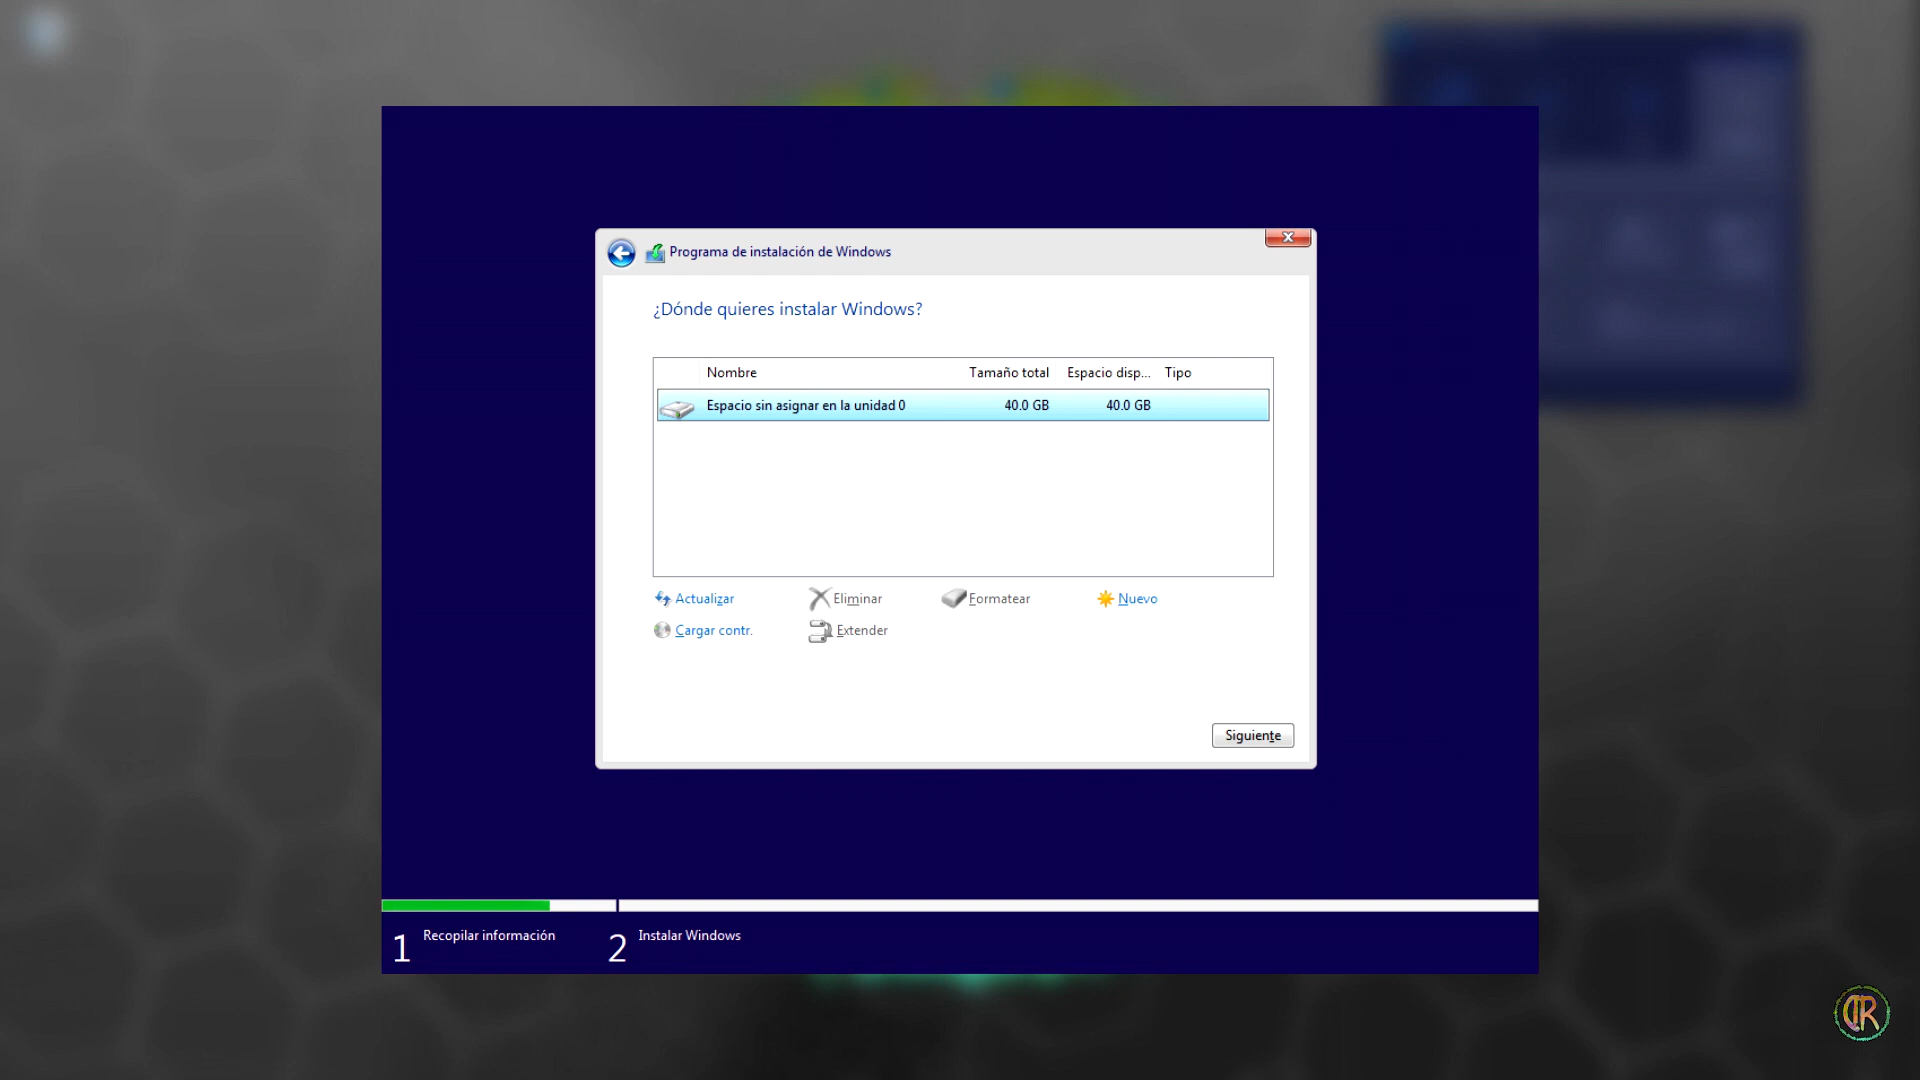 Programa de instalación de Windows
¿Dónde quieres instalar Windows?
Nombre Tamaño total Espacio disp... Tipo
Espacio sin asignar en la unidad 0 40.0 GB 40.0 GB
Actualizar Eliminar Formatear Nuevo
Cargar contr. Extender
Siguiente
1 Recopilar información 2 Instalar Windows